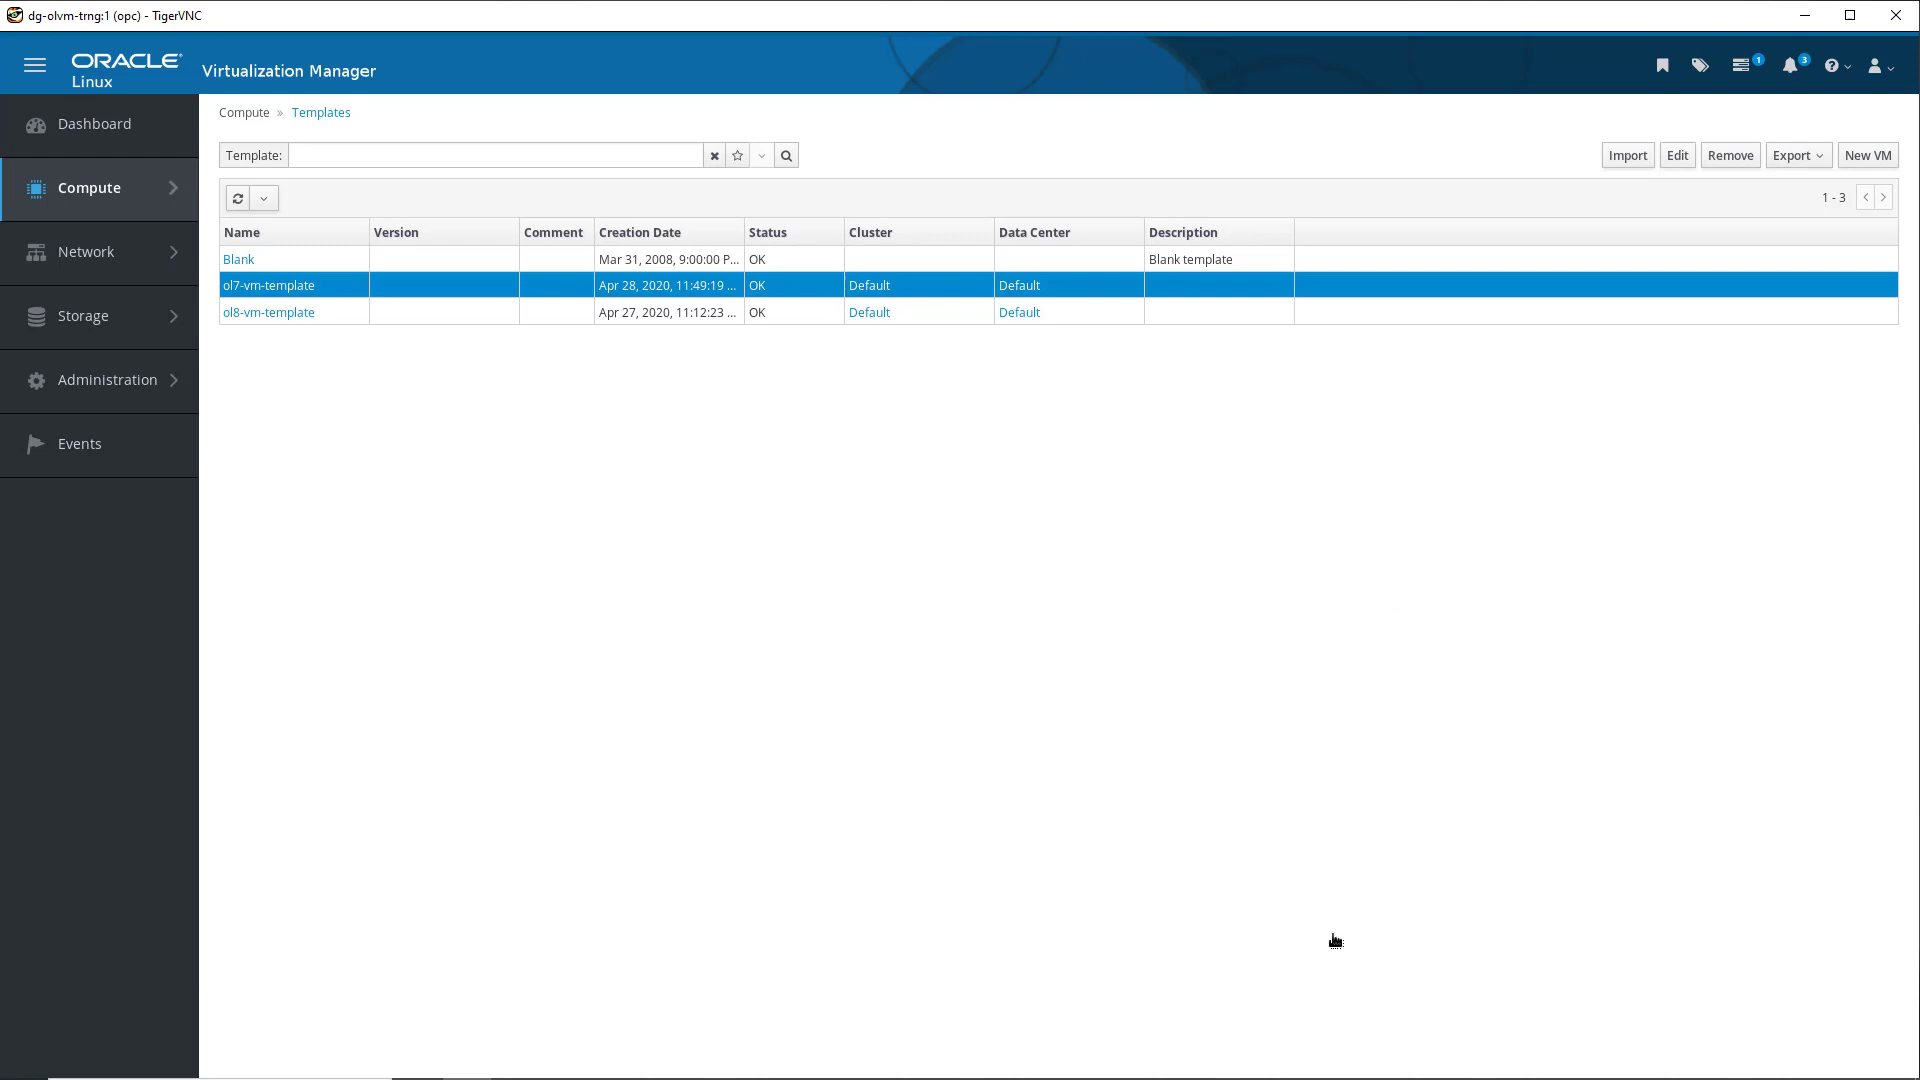 dg-olvm-trng:1 (opc) - TigerVNC
ORACLE Linux Virtualization Manager
1 3
Dashboard
Compute
Network
Storage
Administration
Events
Compute » Templates
Template:
Import Edit Remove Export New VM
1 - 3
Name Version Comment Creation Date Status Cluster Data Center Description
Blank Mar 31, 2008, 9:00:00 P... OK Blank template
ol7-vm-template Apr 28, 2020, 11:49:19 ... OK Default Default
ol8-vm-template Apr 27, 2020, 11:12:23 ... OK Default Default